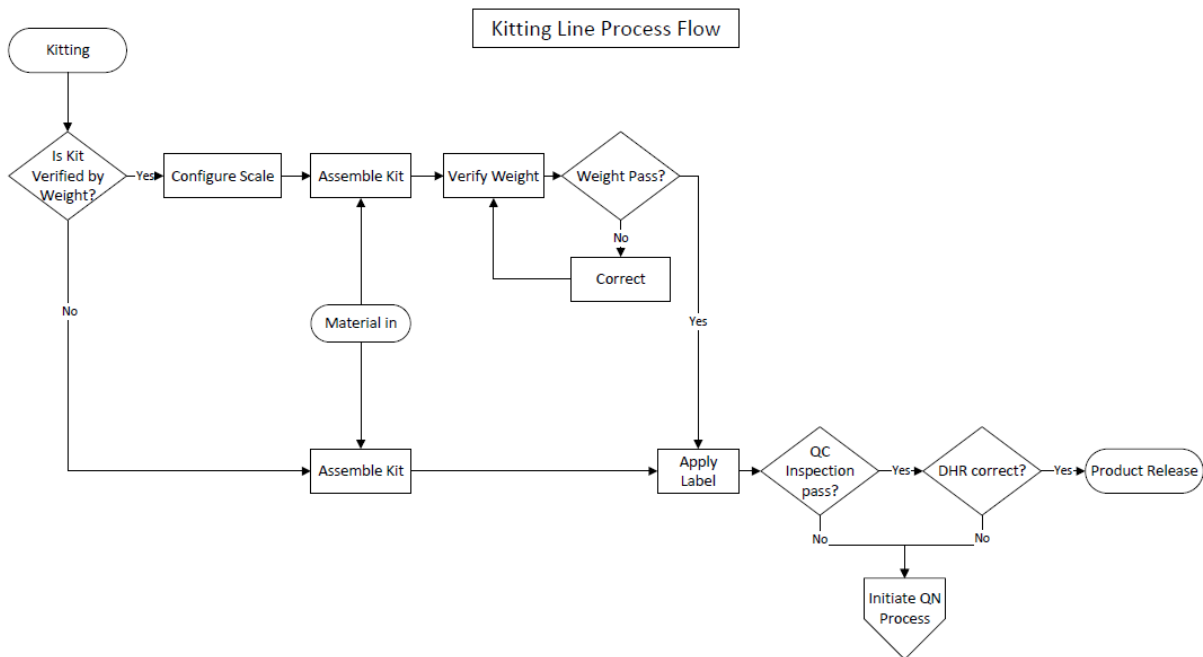 Kitting Line Process Flow
Kitting
Is Kit
Verified by
Weight?
Yes
Configure Scale
Assemble Kit
Verify Weight
Weight Pass?
No
Correct
No
Material in
Yes
Assemble Kit
Apply
Label
QC
Inspection
pass?
Yes
DHR correct?
Yes
Product Release
No
No
Initiate QN
Process